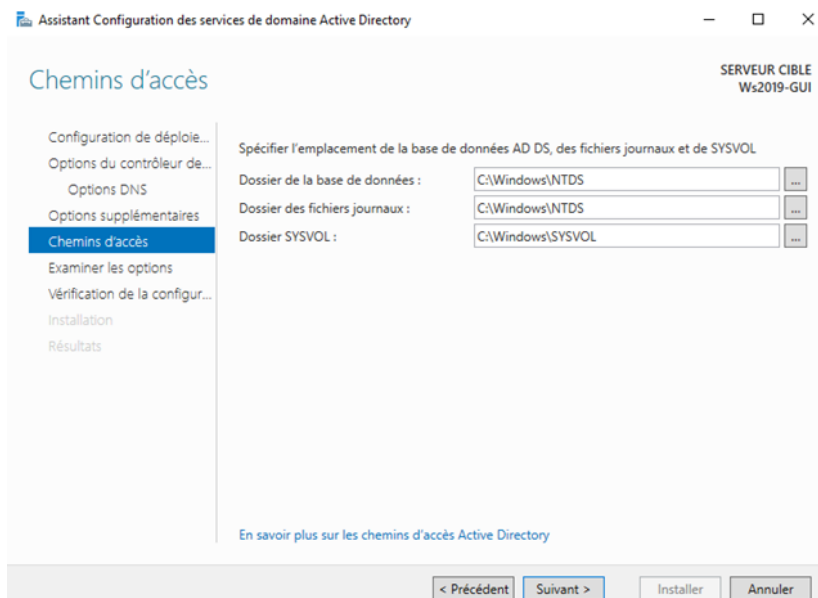 Assistant Configuration des services de domaine Active Directory
Chemins d'accès
SERVEUR CIBLE
Ws2019-GUI
Configuration de déploie...
Options du contrôleur de...
Options DNS
Options supplémentaires
Chemins d'accès
Examiner les options
Vérification de la configur...
Installation
Résultats
Spécifier l'emplacement de la base de données AD DS, des fichiers journaux et de SYSVOL
Dossier de la base de données : C:\Windows\NTDS ...
Dossier des fichiers journaux : C:\Windows\NTDS ...
Dossier SYSVOL : C:\Windows\SYSVOL ...
En savoir plus sur les chemins d'accès Active Directory
< Précédent Suivant > Installer Annuler